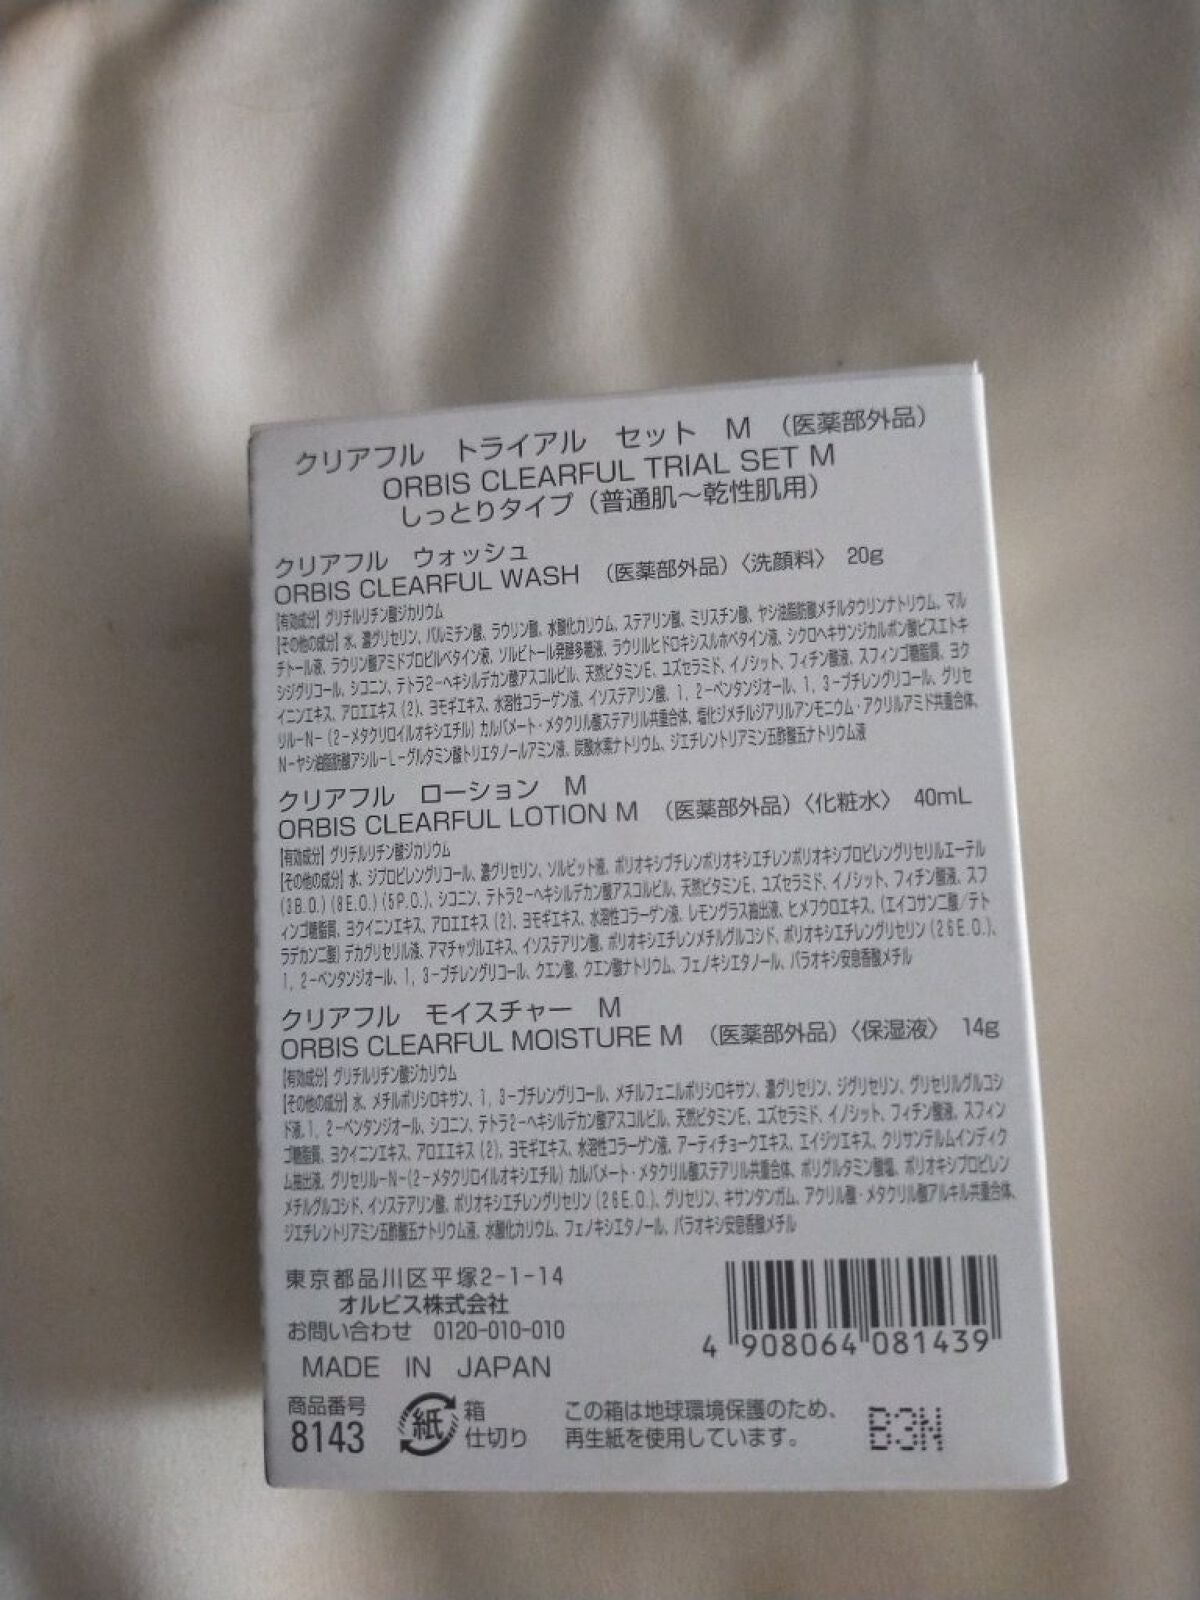 クリアフル トライアル セット M （医薬部外品）
ORBIS CLEARFUL TRIAL SET M
しっとりタイプ（普通肌～乾性肌用）
クリアフル ウォッシュ
ORBIS CLEARFUL WASH （医薬部外品）〈洗顔料〉 20g
【有効成分】グリチルリチン酸ジカリウム
【その他の成分】水、濃グリセリン、パルミチン酸、ラウリン酸、水酸化カリウム、ステアリン酸、ミリスチン酸、ヤシ油脂肪酸メチルタウリンナトリウム、マル
チトール液、ラウリン酸アミドプロピルベタイン液、ソルビトール発酵多糖液、ラウリルヒドロキシスルホベタイン液、シクロヘキサンジカルボン酸ビスエトキ
シジグリコール、シコニン、テトラ2-ヘキシルデカン酸アスコルビル、天然ビタミンE、ユズセラミド、イノシット、フィチン酸液、スフィンゴ糖脂質、ヨク
イニンエキス、アロエエキス(2)、ヨモギエキス、水溶性コラーゲン液、イソステアリン酸、1,2-ペンタンジオール、1,3-ブチレングリコール、グリセ
リル-N-(2-メタクリロイルオキシエチル)カルバメート・メタクリル酸ステアリル共重合体、塩化ジメチルジアリルアンモニウム・アクリルアミド共重合体、
N-ヤシ油脂肪酸アシル-L-グルタミン酸トリエタノールアミン液、炭酸水素ナトリウム、ジエチレントリアミン五酢酸五ナトリウム液
クリアフル ローション M
ORBIS CLEARFUL LOTION M （医薬部外品）〈化粧水〉 40mL
【有効成分】グリチルリチン酸ジカリウム
【その他の成分】水、ジプロピレングリコール、濃グリセリン、ソルビット液、ポリオキシブチレンポリオキシエチレンポリオキシプロピレングリセリルエーテル
(3B.O.)(8E.O.)(5P.O.)、シコニン、テトラ2-ヘキシルデカン酸アスコルビル、天然ビタミンE、ユズセラミド、イノシット、フィチン酸液、スフ
ィンゴ糖脂質、ヨクイニンエキス、アロエエキス(2)、ヨモギエキス、水溶性コラーゲン液、レモングラス抽出液、ヒメフウロエキス、(エイコサン二酸/テト
ラデカン二酸)デカグリセリル液、アマチャヅルエキス、イソステアリン酸、ポリオキシエチレンメチルグルコシド、ポリオキシエチレングリセリン(26E.O.)、
1,2-ペンタンジオール、1,3-ブチレングリコール、クエン酸、クエン酸ナトリウム、フェノキシエタノール、パラオキシ安息香酸メチル
クリアフル モイスチャー M
ORBIS CLEARFUL MOISTURE M （医薬部外品）〈保湿液〉 14g
【有効成分】グリチルリチン酸ジカリウム
【その他の成分】水、メチルポリシロキサン、1,3-ブチレングリコール、メチルフェニルポリシロキサン、濃グリセリン、ジグリセリン、グリセリルグルコシ
ド液、1,2-ペンタンジオール、シコニン、テトラ2-ヘキシルデカン酸アスコルビル、天然ビタミンE、ユズセラミド、イノシット、フィチン酸液、スフィン
ゴ糖脂質、ヨクイニンエキス、アロエエキス(2)、ヨモギエキス、水溶性コラーゲン液、アーティチョークエキス、エイジツエキス、クリサンテルムインディク
ム抽出液、グリセリル-N-(2-メタクリロイルオキシエチル)カルバメート・メタクリル酸ステアリル共重合体、ポリグルタミン酸塩、ポリオキシプロピレン
メチルグルコシド、イソステアリン酸、ポリオキシエチレングリセリン(26E.O.)、グリセリン、キサンタンガム、アクリル酸・メタクリル酸アルキル共重合体、
ジエチレントリアミン五酢酸五ナトリウム液、水酸化カリウム、フェノキシエタノール、パラオキシ安息香酸メチル
東京都品川区平塚2-1-14
オルビス株式会社
お問い合わせ 0120-010-010
MADE IN JAPAN
4 908064 081439
商品番号
8143
紙
箱
仕切り
この箱は地球環境保護のため、
再生紙を使用しています。
B3N